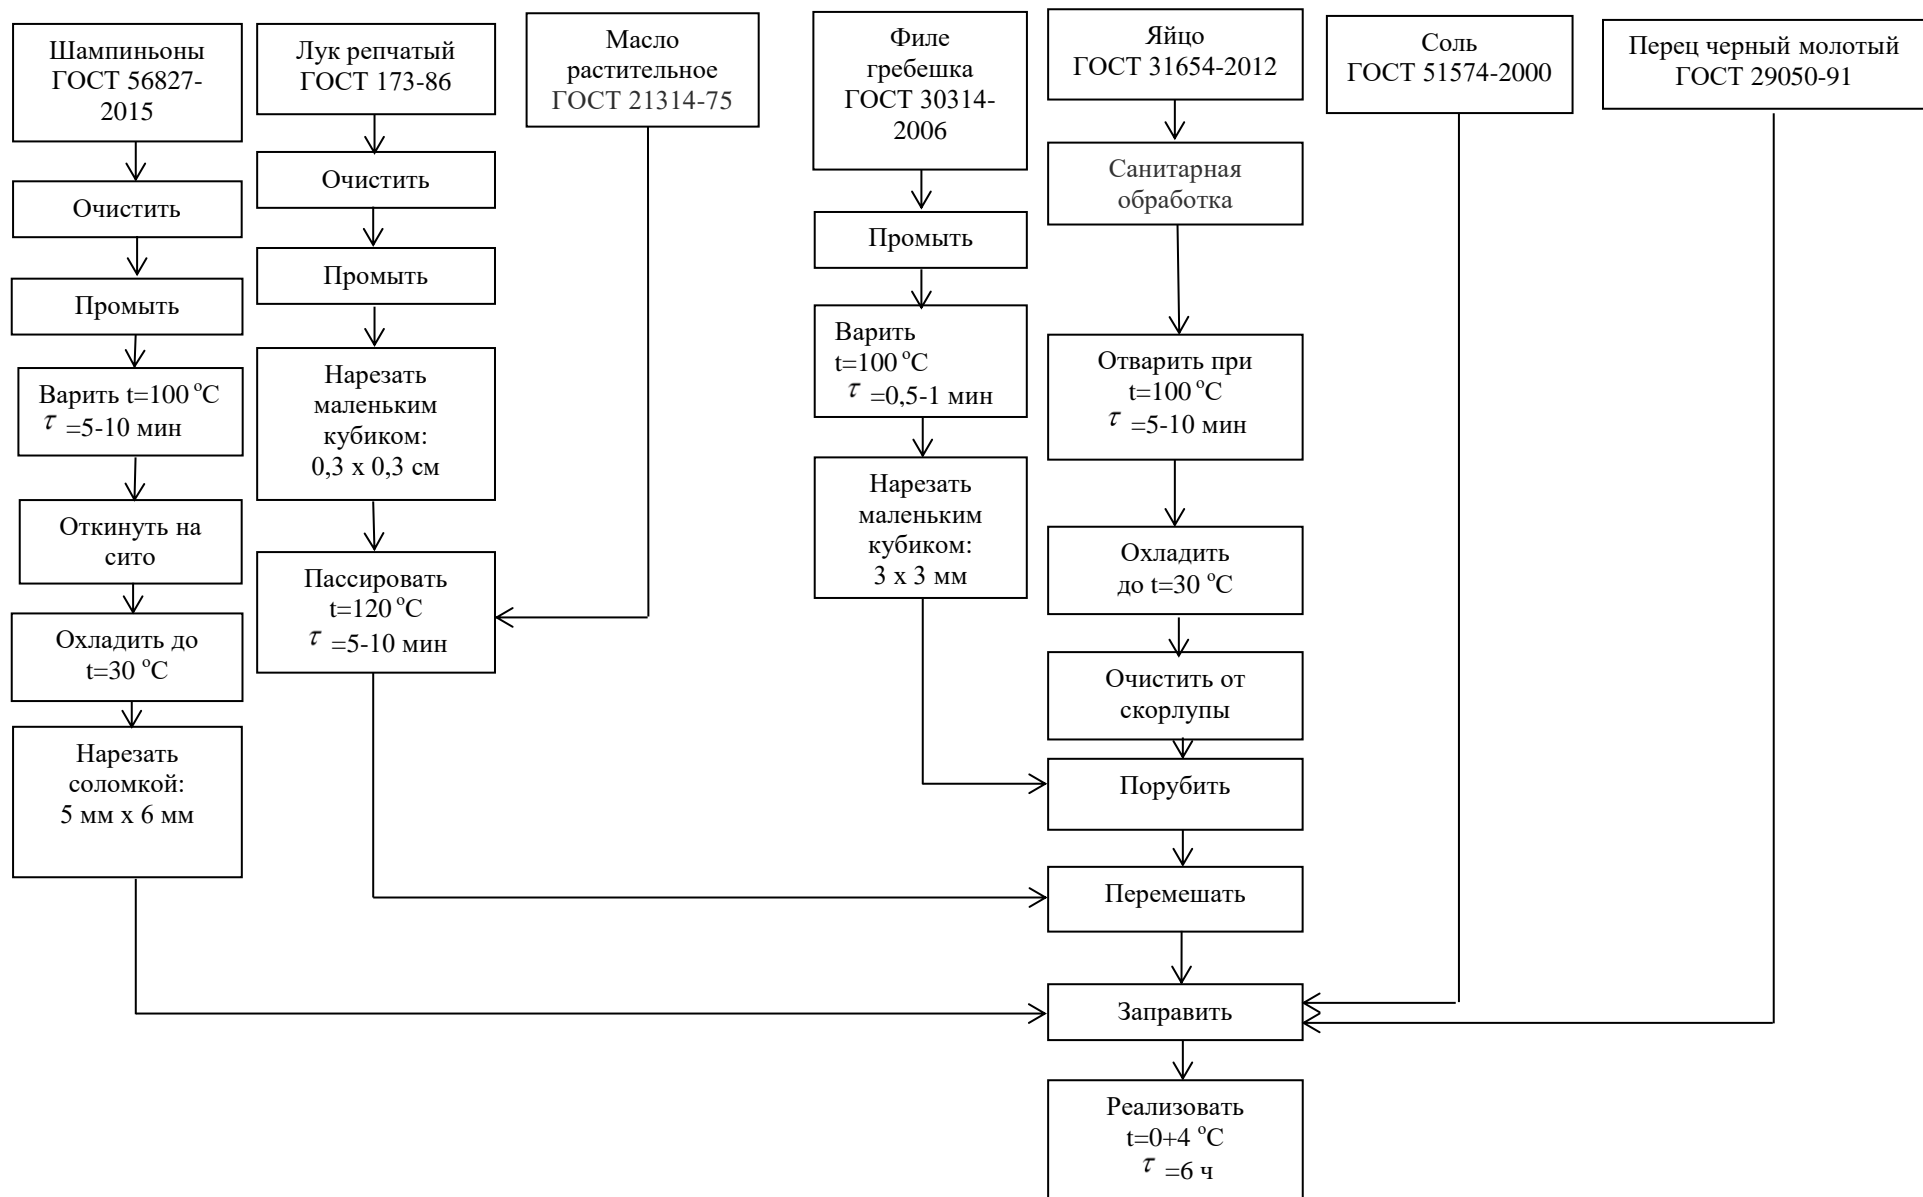 Шампиньоны
ГОСТ 56827-
2015
Очистить
Промыть
Варить t=100 °С
τ =5-10 мин
Откинуть на
сито
Охладить до
t=30 °С
Нарезать
соломкой:
5 мм х 6 мм
Лук репчатый
ГОСТ 173-86
Очистить
Промыть
Нарезать
маленьким
кубиком:
0,3 х 0,3 см
Пассировать
t=120 °С
τ =5-10 мин
Масло
растительное
ГОСТ 21314-75
Филе
гребешка
ГОСТ 30314-
2006
Промыть
Варить
t=100 °С
τ =0,5-1 мин
Нарезать
маленьким
кубиком:
3 х 3 мм
Яйцо
ГОСТ 31654-2012
Санитарная
обработка
Отварить при
t=100 °С
τ =5-10 мин
Охладить
до t=30 °С
Очистить от
скорлупы
Порубить
Перемешать
Заправить
Реализовать
t=0+4 °С
τ =6 ч
Соль
ГОСТ 51574-2000
Перец черный молотый
ГОСТ 29050-91